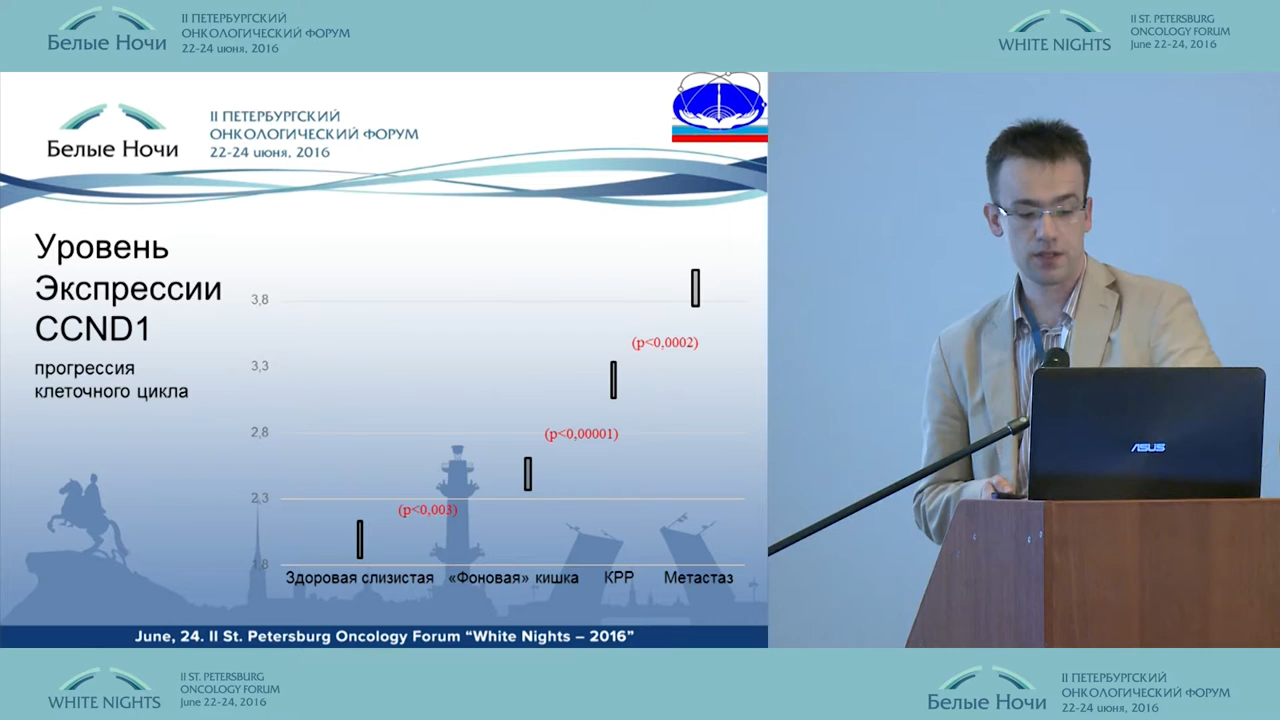 II ПЕТЕРБУРГСКИЙ
ОНКОЛОГИЧЕСКИЙ ФОРУМ
22-24 июня, 2016
Белые Ночи
II ST. PETERSBURG
ONCOLOGY FORUM
June 22-24, 2016
WHITE NIGHTS
II ПЕТЕРБУРГСКИЙ
ОНКОЛОГИЧЕСКИЙ ФОРУМ
22-24 июня, 2016
Белые Ночи
Уровень
Экспрессии
CCND1
прогрессия
клеточного цикла
3,8
(p<0,0002)
3,3
2,8
(p<0,00001)
2,3
(p<0,003)
1,8
Здоровая слизистая «Фоновая» кишка КРР Метастаз
June, 24. II St. Petersburg Oncology Forum “White Nights – 2016”
ASUS
II ST. PETERSBURG
ONCOLOGY FORUM
June 22-24, 2016
WHITE NIGHTS
II ПЕТЕРБУРГСКИЙ
ОНКОЛОГИЧЕСКИЙ ФОРУМ
22-24 июня, 2016
Белые Ночи